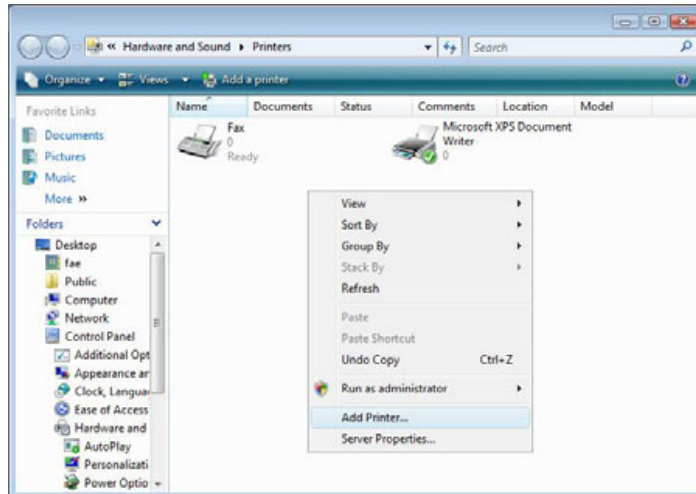 « Hardware and Sound ▸ Printers
Search
Organize Views Add a printer
Favorite Links
Documents
Pictures
Music
More »
Folders
Desktop
fae
Public
Computer
Network
Control Panel
Additional Opt
Appearance ar
Clock, Languag
Ease of Access
Hardware and
AutoPlay
Personalizati
Power Optio
Name Documents Status Comments Location Model
Fax
0
Ready
Microsoft XPS Document
Writer
0
View
Sort By
Group By
Stack By
Refresh
Paste
Paste Shortcut
Undo Copy Ctrl+Z
Run as administrator
Add Printer...
Server Properties...